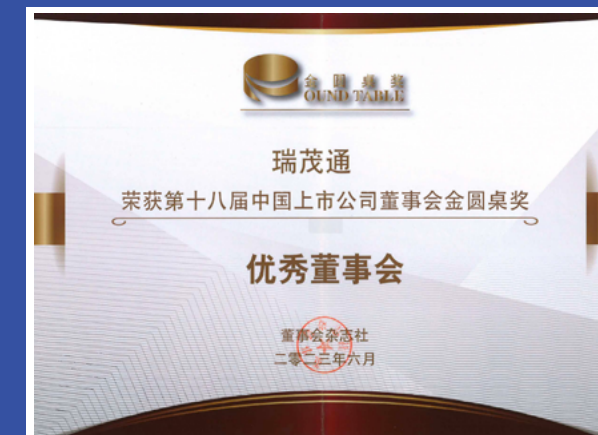 金圆桌奖
OUND TABLE
瑞茂通
荣获第十八届中国上市公司董事会金圆桌奖
优秀董事会
董事会杂志社
二零二三年六月